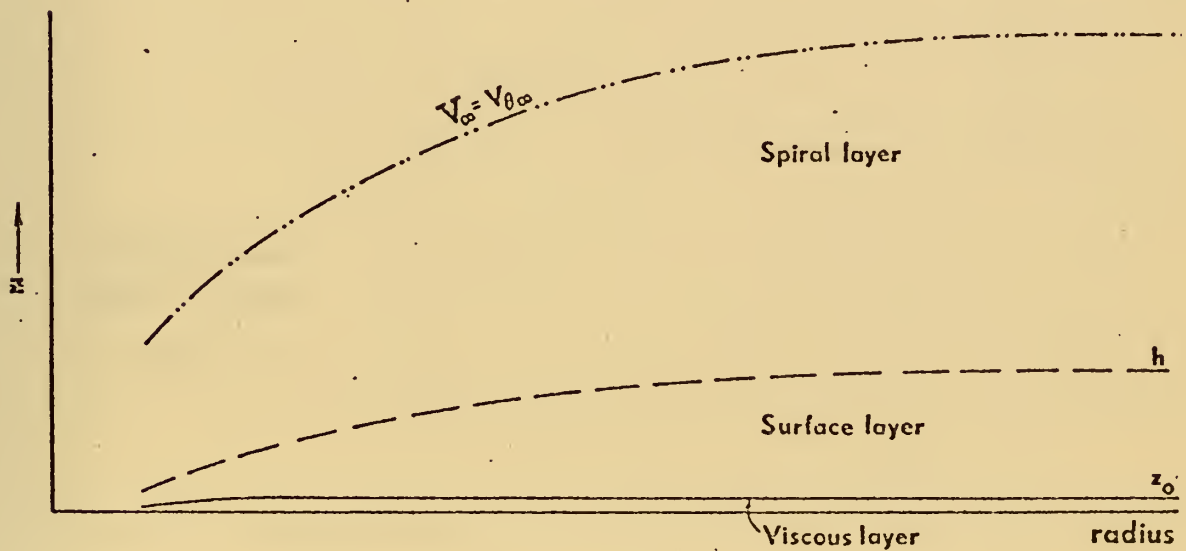 V∞ = Vθ∞
Spiral layer
z
h
Surface layer
z₀
Viscous layer
radius